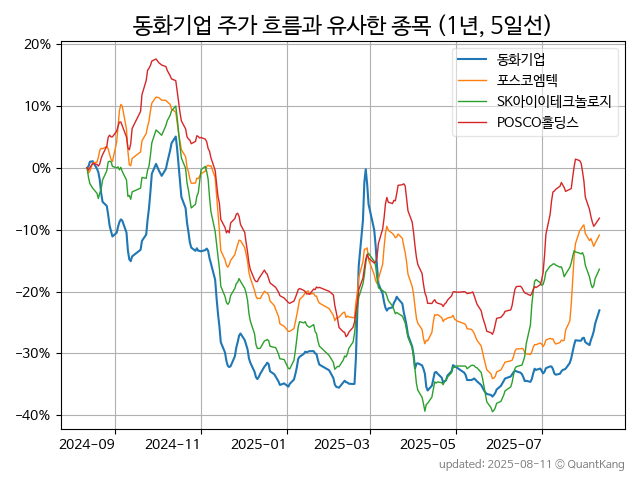 동화기업 주가 흐름과 유사한 종목 (1년, 5일선)
동화기업
포스코엠텍
SK아이이테크놀로지
POSCO홀딩스
20%
10%
0%
−10%
−20%
−30%
−40%
2024-09 2024-11 2025-01 2025-03 2025-05 2025-07
updated: 2025-08-11 © QuantKang